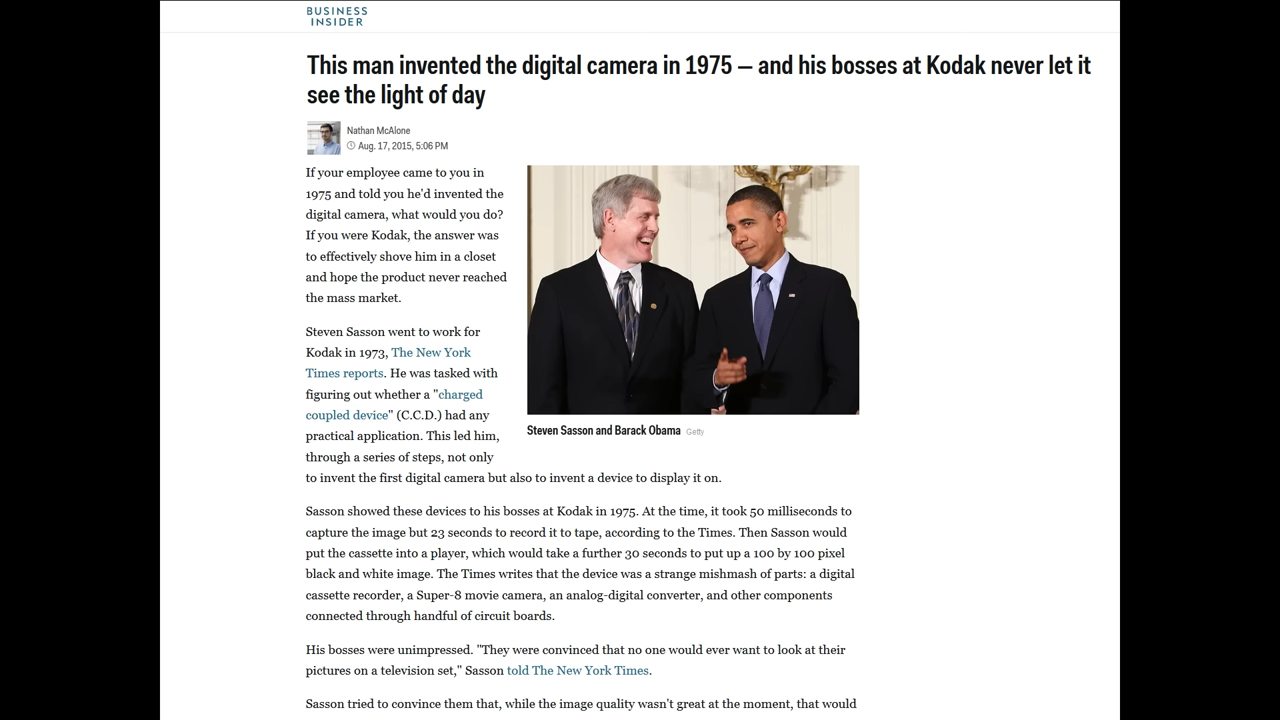 BUSINESS
INSIDER
This man invented the digital camera in 1975 — and his bosses at Kodak never let it
see the light of day
Nathan McAlone
Aug. 17, 2015, 5:06 PM
If your employee came to you in
1975 and told you he'd invented the
digital camera, what would you do?
If you were Kodak, the answer was
to effectively shove him in a closet
and hope the product never reached
the mass market.
Steven Sasson went to work for
Kodak in 1973, The New York
Times reports. He was tasked with
figuring out whether a "charged
coupled device" (C.C.D.) had any
practical application. This led him,
through a series of steps, not only
to invent the first digital camera but also to invent a device to display it on.
Steven Sasson and Barack Obama Getty
Sasson showed these devices to his bosses at Kodak in 1975. At the time, it took 50 milliseconds to
capture the image but 23 seconds to record it to tape, according to the Times. Then Sasson would
put the cassette into a player, which would take a further 30 seconds to put up a 100 by 100 pixel
black and white image. The Times writes that the device was a strange mishmash of parts: a digital
cassette recorder, a Super-8 movie camera, an analog-digital converter, and other components
connected through handful of circuit boards.
His bosses were unimpressed. "They were convinced that no one would ever want to look at their
pictures on a television set," Sasson told The New York Times.
Sasson tried to convince them that, while the image quality wasn't great at the moment, that would